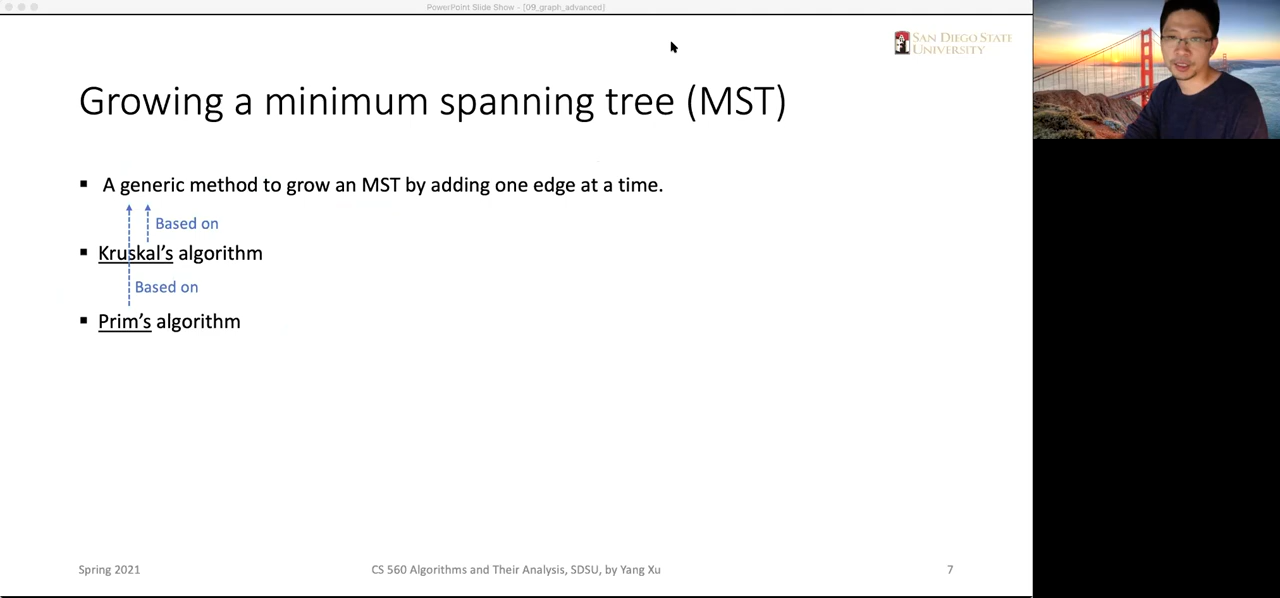 PowerPoint Slide Show - [09_graph_advanced]
SAN DIEGO STATE
UNIVERSITY
Growing a minimum spanning tree (MST)
▪ A generic method to grow an MST by adding one edge at a time.
Based on
▪ Kruskal’s algorithm
Based on
▪ Prim’s algorithm
Spring 2021
CS 560 Algorithms and Their Analysis, SDSU, by Yang Xu
7